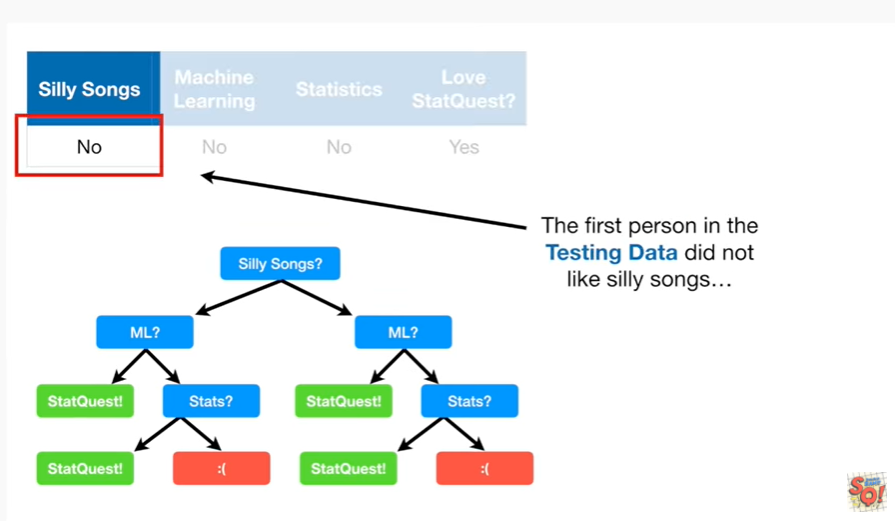 Silly Songs
Machine
Learning
Statistics
Love
StatQuest?
No
No
No
Yes
The first person in the
Testing Data did not
like silly songs…
Silly Songs?
ML?
ML?
StatQuest!
Stats?
StatQuest!
Stats?
StatQuest!
:(
StatQuest!
:(
SQ!